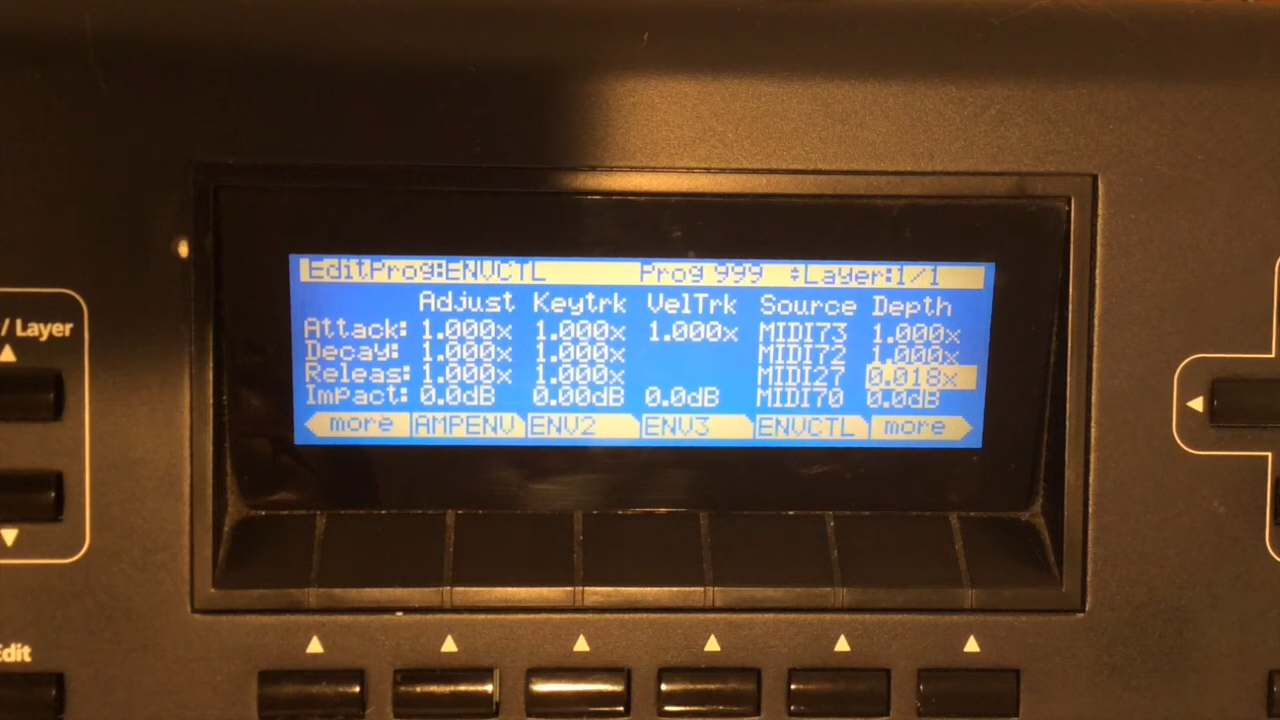 EditProg:ENVCTL Prog 999 ÷Layer:1/1
Adjust Keytrk VelTrk Source Depth
Attack: 1.000x 1.000x 1.000x MIDI73 1.000x
Decay: 1.000x 1.000x MIDI72 1.000x
Releas: 1.000x 1.000x MIDI27 0.018x
Impact: 0.0dB 0.00dB 0.0dB MIDI70 0.0dB
more AMPENV ENV2 ENV3 ENVCTL more
/ Layer
Edit